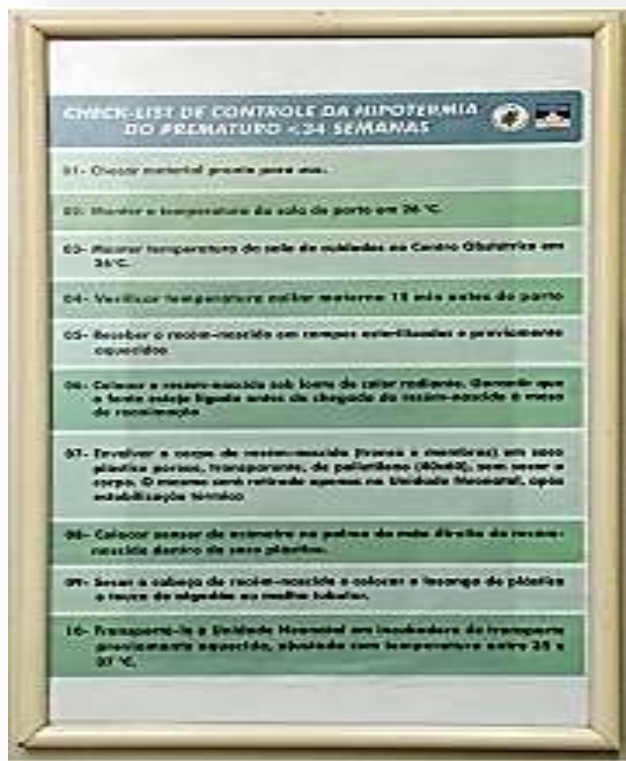 CHECK-LIST DE CONTROLE DA HIPOTERMIA
DO PREMATURO <34 SEMANAS
01- Checar material pronto para uso.
02- Manter a temperatura da sala de parto em 26 °C.
03- Manter temperatura da sala de cuidados no Centro Obstétrico em
26°C.
04- Verificar temperatura axilar materna 15 min antes do parto
05- Receber o recém-nascido em campos esterilizados e previamente
aquecidos
06- Colocar o recém-nascido sob fonte de calor radiante. Garantir que
a fonte esteja ligada antes da chegada do recém-nascido à mesa
de reanimação
07- Envolver o corpo do recém-nascido (tronco e membros) em saco
plástico poroso, transparente, de polietileno (40x60), sem secar o
corpo. O mesmo será retirado apenas na Unidade Neonatal, após
estabilização térmica
08- Colocar sensor do oxímetro na palma da mão direita do recém-
nascido dentro do saco plástico.
09- Secar a cabeça do recém-nascido e colocar a de plástico
e touca de algodão ou malha tubular.
10- Transportá-lo à Unidade Neonatal em incubadora de transporte
previamente aquecida, ajustada com temperatura entre 35 e
37 °C.